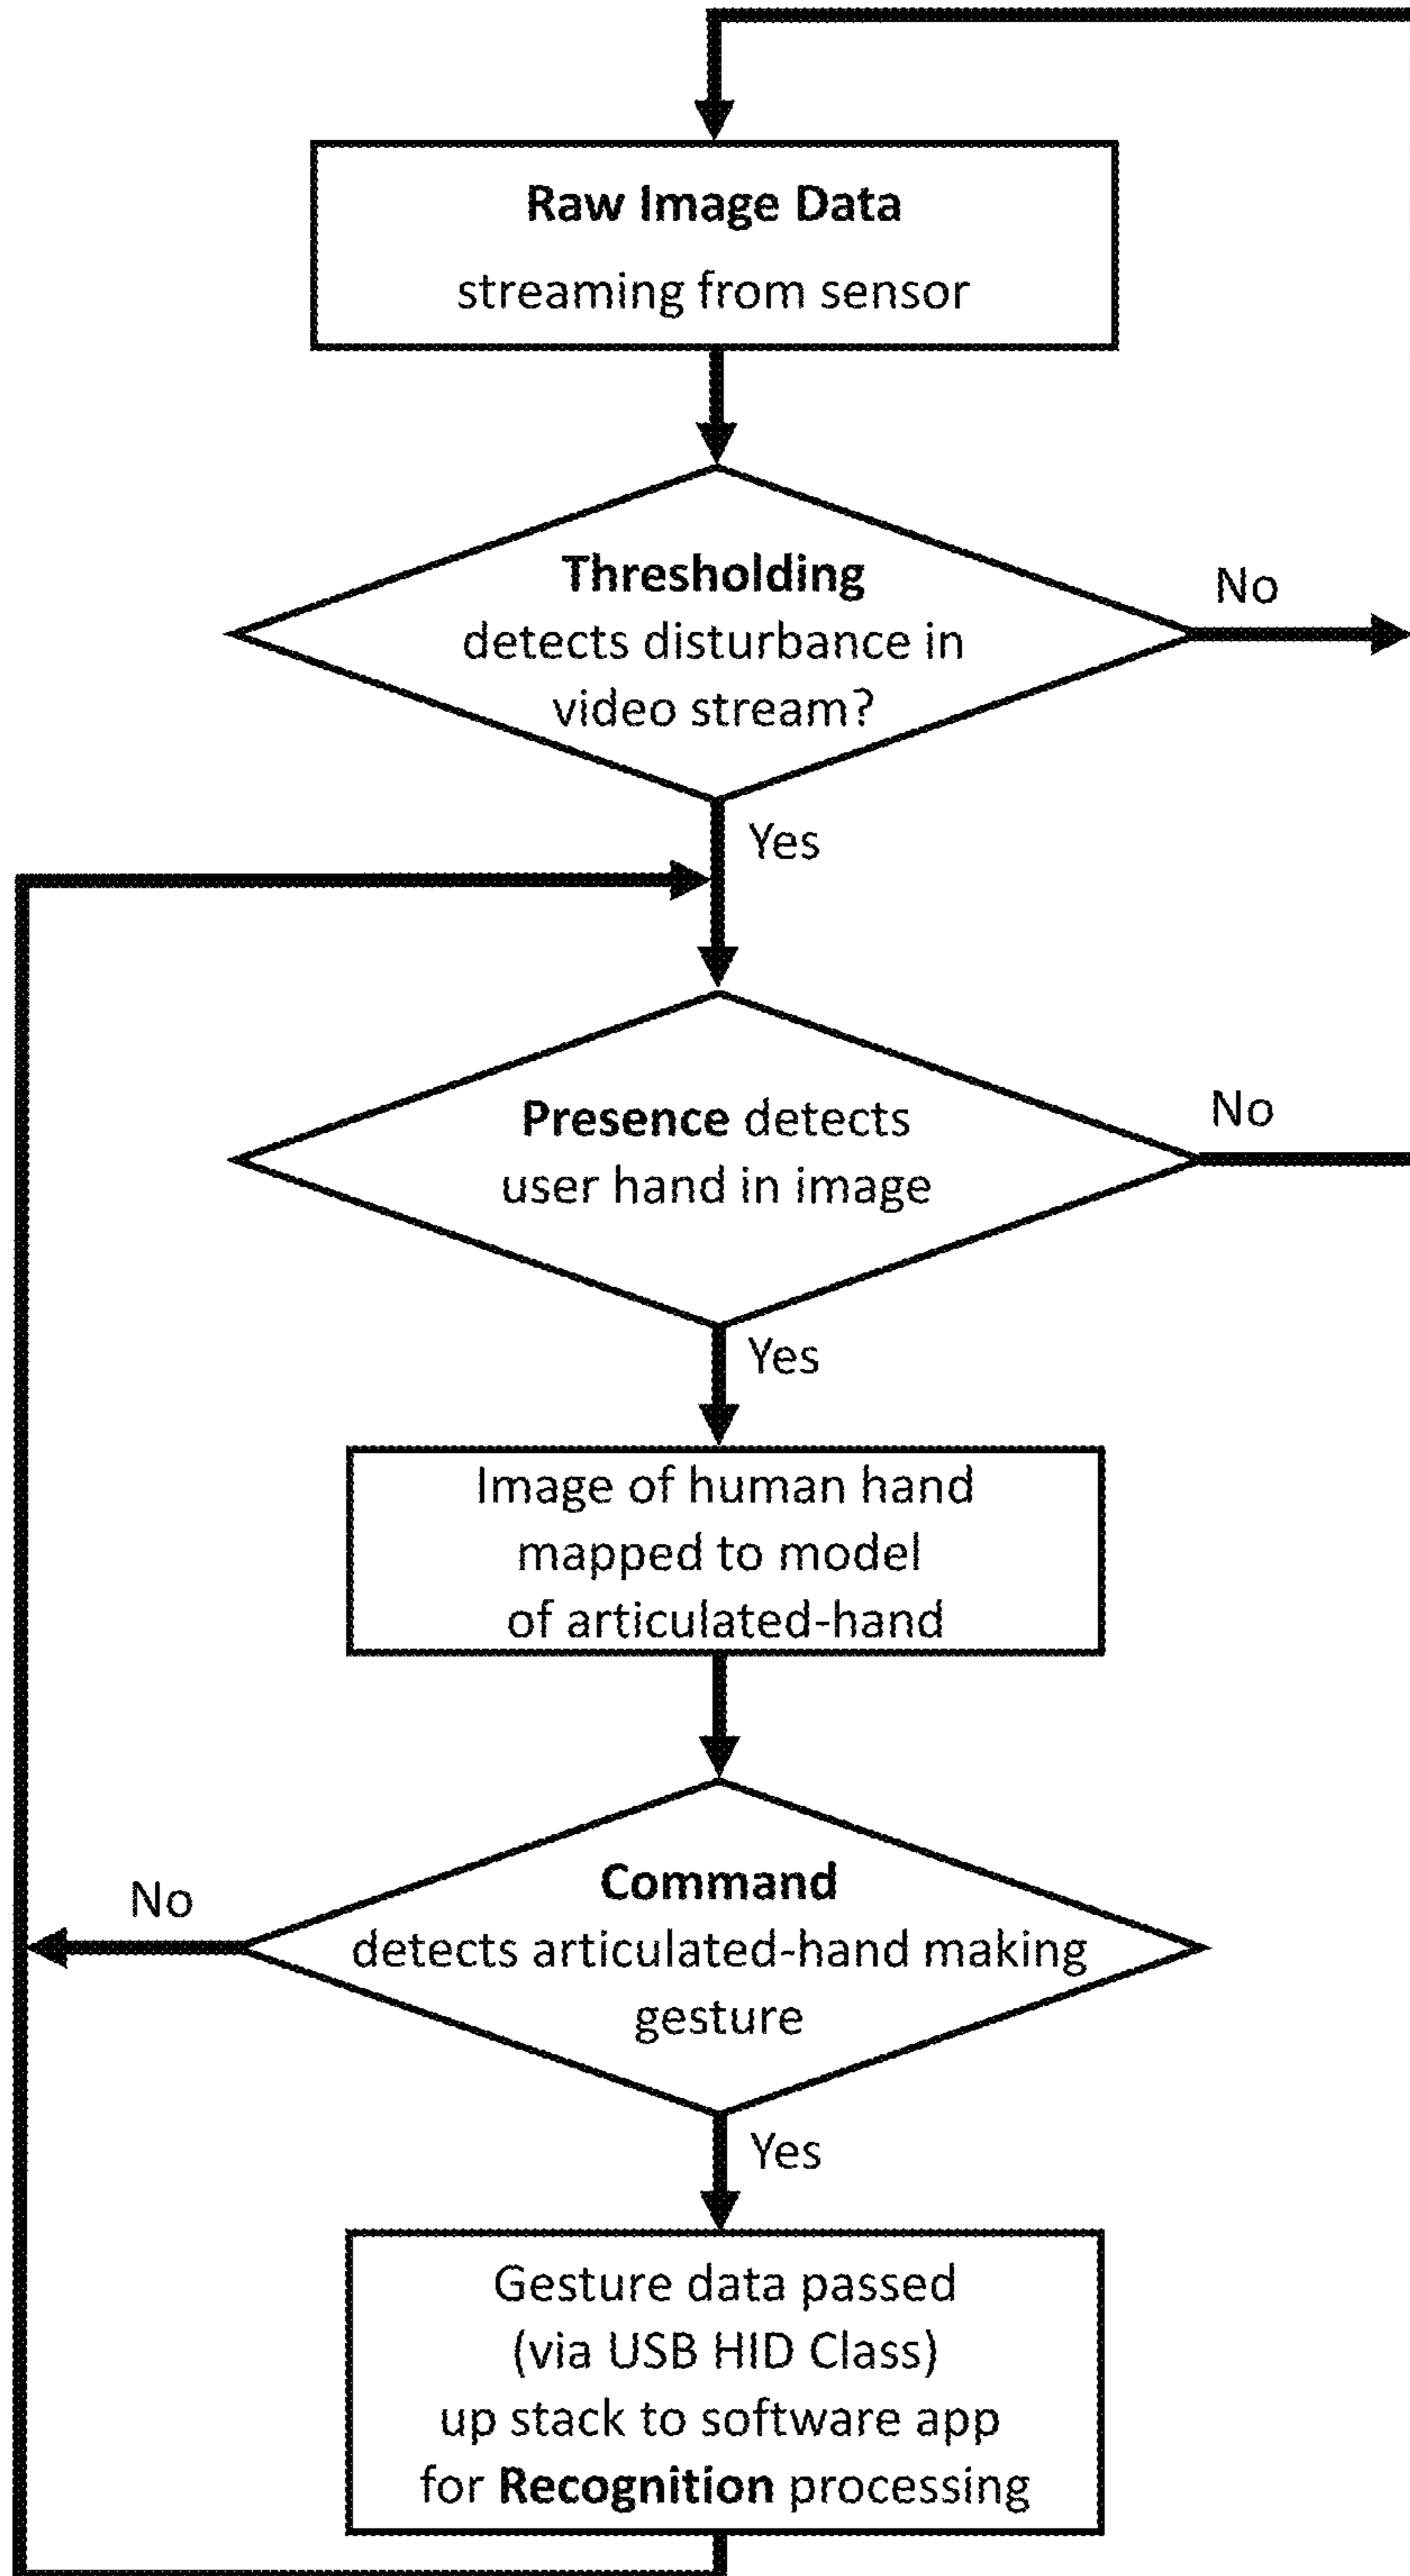 Raw Image Data
streaming from sensor
Thresholding
detects disturbance in
video stream?
No
Yes
Presence detects
user hand in image
No
Yes
Image of human hand
mapped to model
of articulated-hand
Command
detects articulated-hand making
gesture
No
Yes
Gesture data passed
(via USB HID Class)
up stack to software app
for Recognition processing